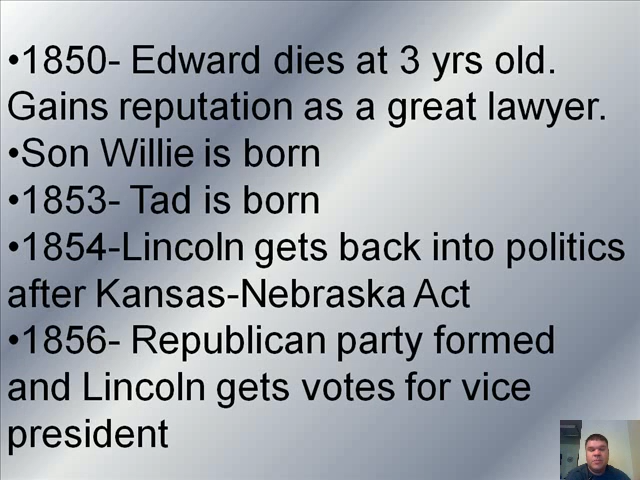 •1850- Edward dies at 3 yrs old.
Gains reputation as a great lawyer.
•Son Willie is born
•1853- Tad is born
•1854-Lincoln gets back into politics
after Kansas-Nebraska Act
•1856- Republican party formed
and Lincoln gets votes for vice
president